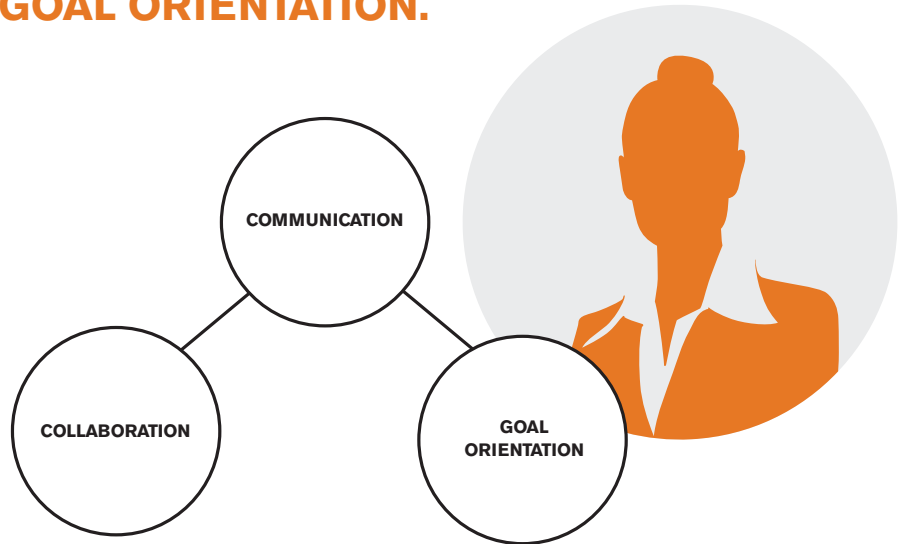 GOAL ORIENTATION.
COMMUNICATION
COLLABORATION
GOAL
ORIENTATION